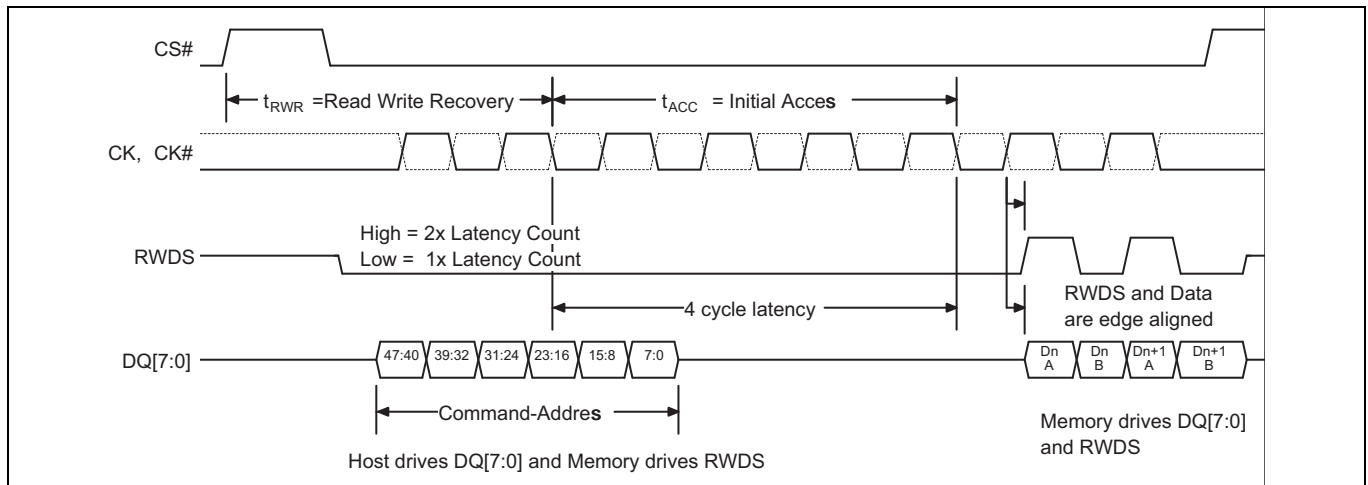 CS#
tRWR =Read Write Recovery
tACC = Initial Acces
CK, CK#
High = 2x Latency Count
Low = 1x Latency Count
RWDS
4 cycle latency
RWDS and Data
are edge aligned
DQ[7:0]
47:40 39:32 31:24 23:16 15:8 7:0
Dn A
Dn B
Dn+1 A
Dn+1 B
Command-Addres
Host drives DQ[7:0] and Memory drives RWDS
Memory drives DQ[7:0]
and RWDS